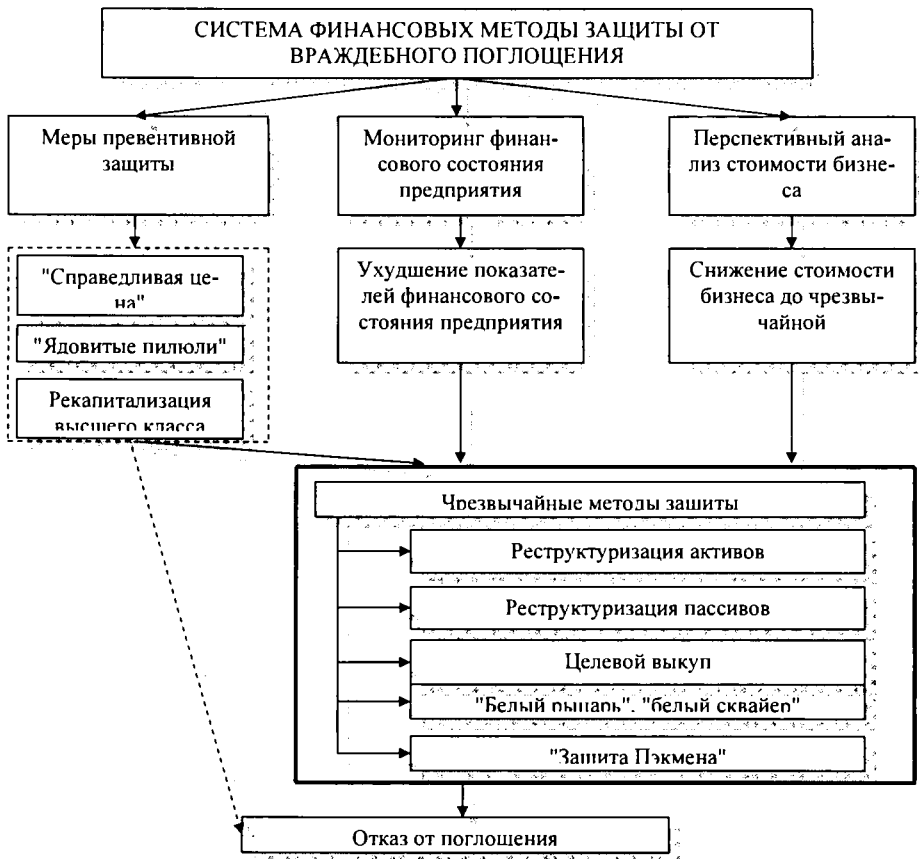 СИСТЕМА ФИНАНСОВЫХ МЕТОДЫ ЗАЩИТЫ ОТ
ВРАЖДЕБНОГО ПОГЛОЩЕНИЯ
Меры превентивной
защиты
Мониторинг финан-
сового состояния
предприятия
Перспективный ана-
лиз стоимости бизне-
са
"Справедливая це-
на"
"Ядовитые пилюли"
Рекапитализация
высшего класса
Ухудшение показате-
лей финансового со-
стояния предприятия
Снижение стоимости
бизнеса до чрезвы-
чайной
Чрезвычайные методы защиты
Реструктуризация активов
Реструктуризация пассивов
Целевой выкуп
"Белый рыцарь", "белый сквайер"
"Защита Пэкмена"
Отказ от поглощения